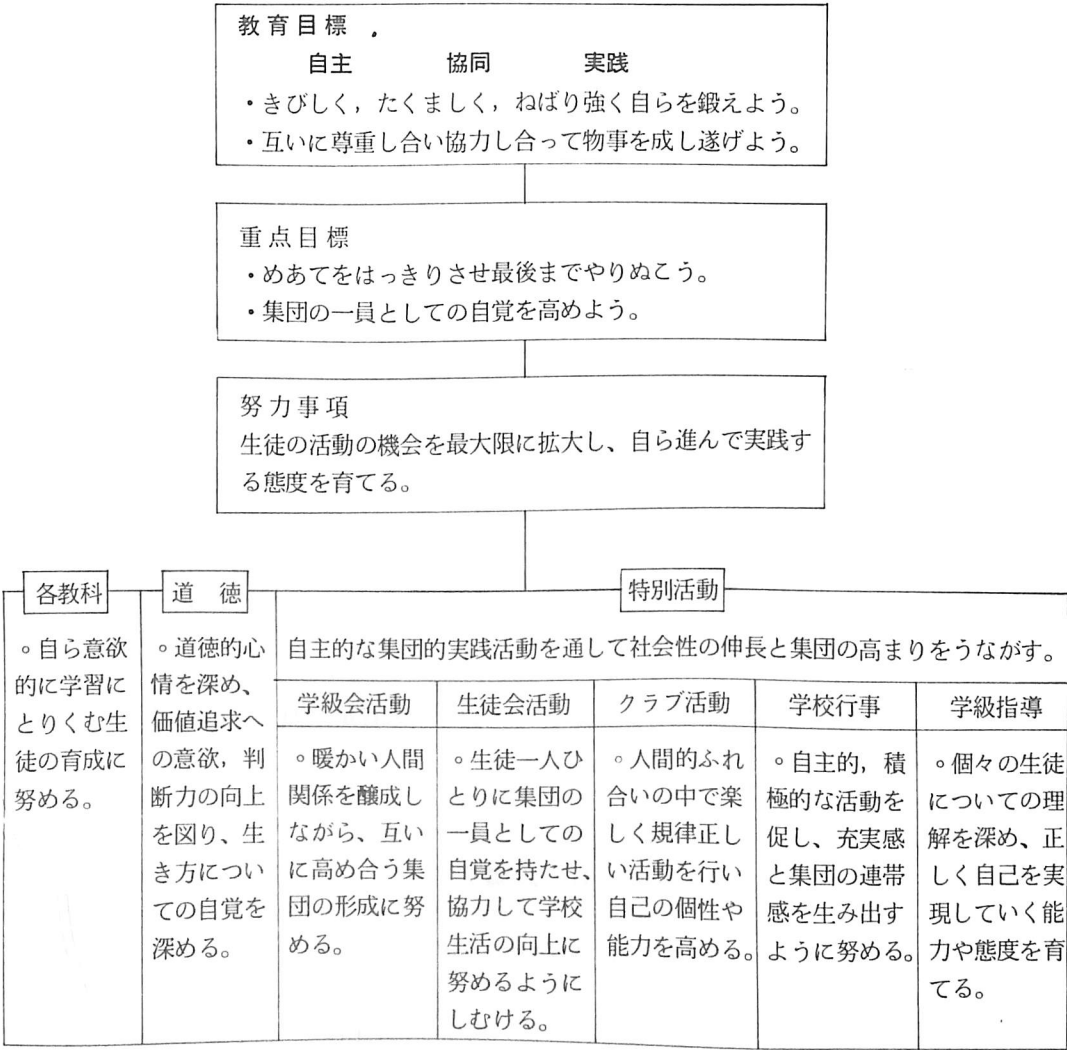 教育目標
自主 協同 実践
・きびしく，たくましく，ねばり強く自らを鍛えよう。
・互いに尊重し合い協力し合って物事を成し遂げよう。
重点目標
・めあてをはっきりさせ最後までやりぬこう。
・集団の一員としての自覚を高めよう。
努力事項
生徒の活動の機会を最大限に拡大し、自ら進んで実践す
る態度を育てる。
各教科
。自ら意欲
的に学習に
とりくむ生
徒の育成に
努める。
道 徳
。道徳的心
情を深め、
価値追求へ
の意欲，判
断力の向上
を図り、生
き方につい
ての自覚を
深める。
特別活動
自主的な集団的実践活動を通して社会性の伸長と集団の高まりをうながす。
学級会活動
。暖かい人間
関係を醸成し
ながら、互い
に高め合う集
団の形成に努
める。
生徒会活動
。生徒一人ひ
とりに集団の
一員としての
自覚を持たせ、
協力して学校
生活の向上に
努めるように
しむける。
クラブ活動
。人間的ふれ
合いの中で楽
しく規律正し
い活動を行い
自己の個性や
能力を高める。
学校行事
。自主的，積
極的な活動を
促し、充実感
と集団の連帯
感を生み出す
ように努める。
学級指導
。個々の生徒
についての理
解を深め、正
しく自己を実
現していく能
力や態度を育
てる。